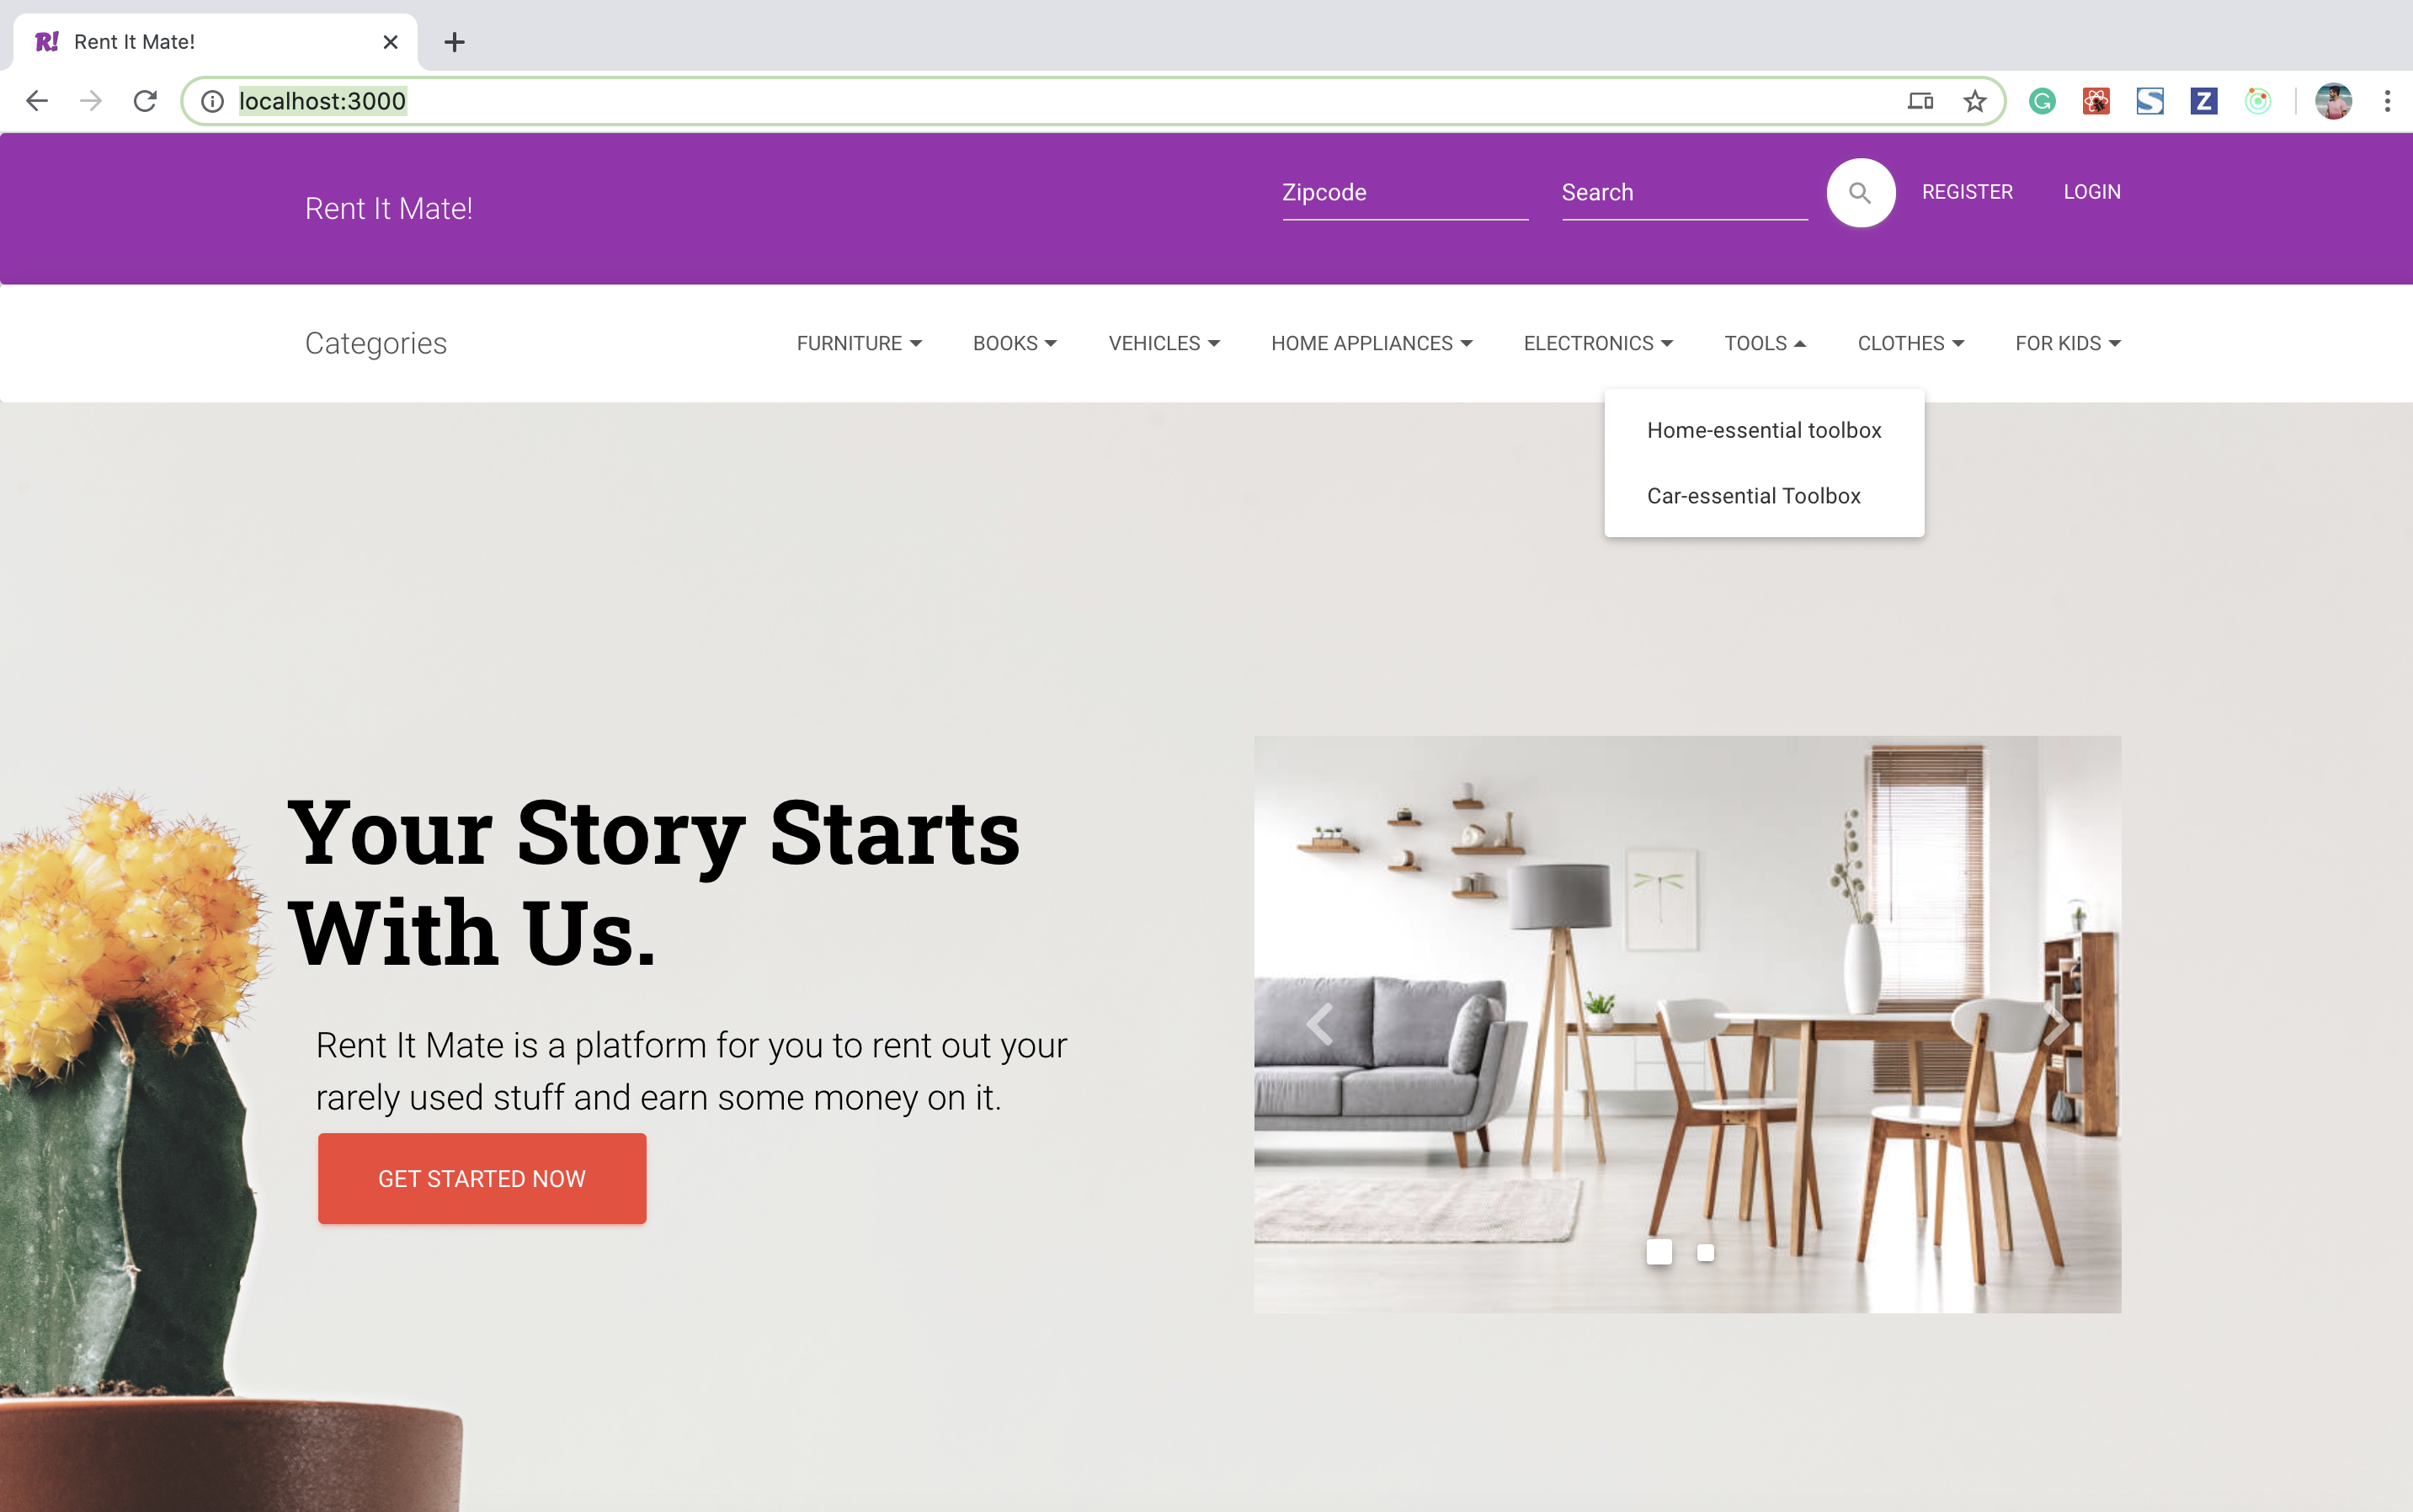 R! Rent It Mate!
localhost:3000
Rent It Mate!
Zipcode Search REGISTER LOGIN
Categories FURNITURE BOOKS VEHICLES HOME APPLIANCES ELECTRONICS TOOLS CLOTHES FOR KIDS
Home-essential toolbox
Car-essential Toolbox
Your Story Starts
With Us.
Rent It Mate is a platform for you to rent out your
rarely used stuff and earn some money on it.
GET STARTED NOW